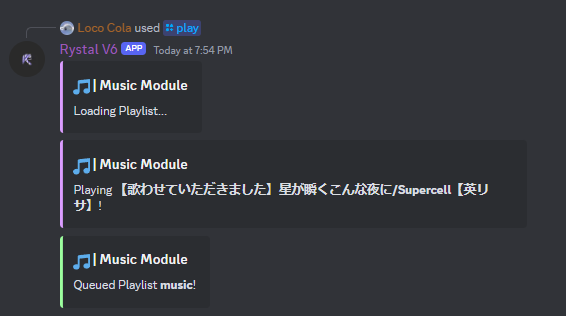 Loco Cola used play
Rystal V6 APP Today at 7:54 PM
🎵| Music Module
Loading Playlist...
🎵| Music Module
Playing 【歌わせていただきました】星が瞬くこんな夜に/Supercell【英リ
サ】!
🎵| Music Module
Queued Playlist music!